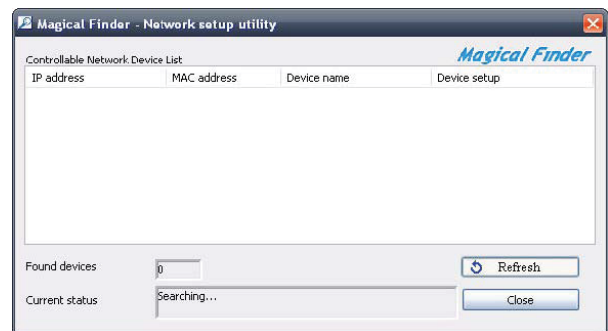 Magical Finder - Network setup utility
Controllable Network Device List
Magical Finder
IP address MAC address Device name Device setup
Found devices 0 Refresh
Current status Searching... Close